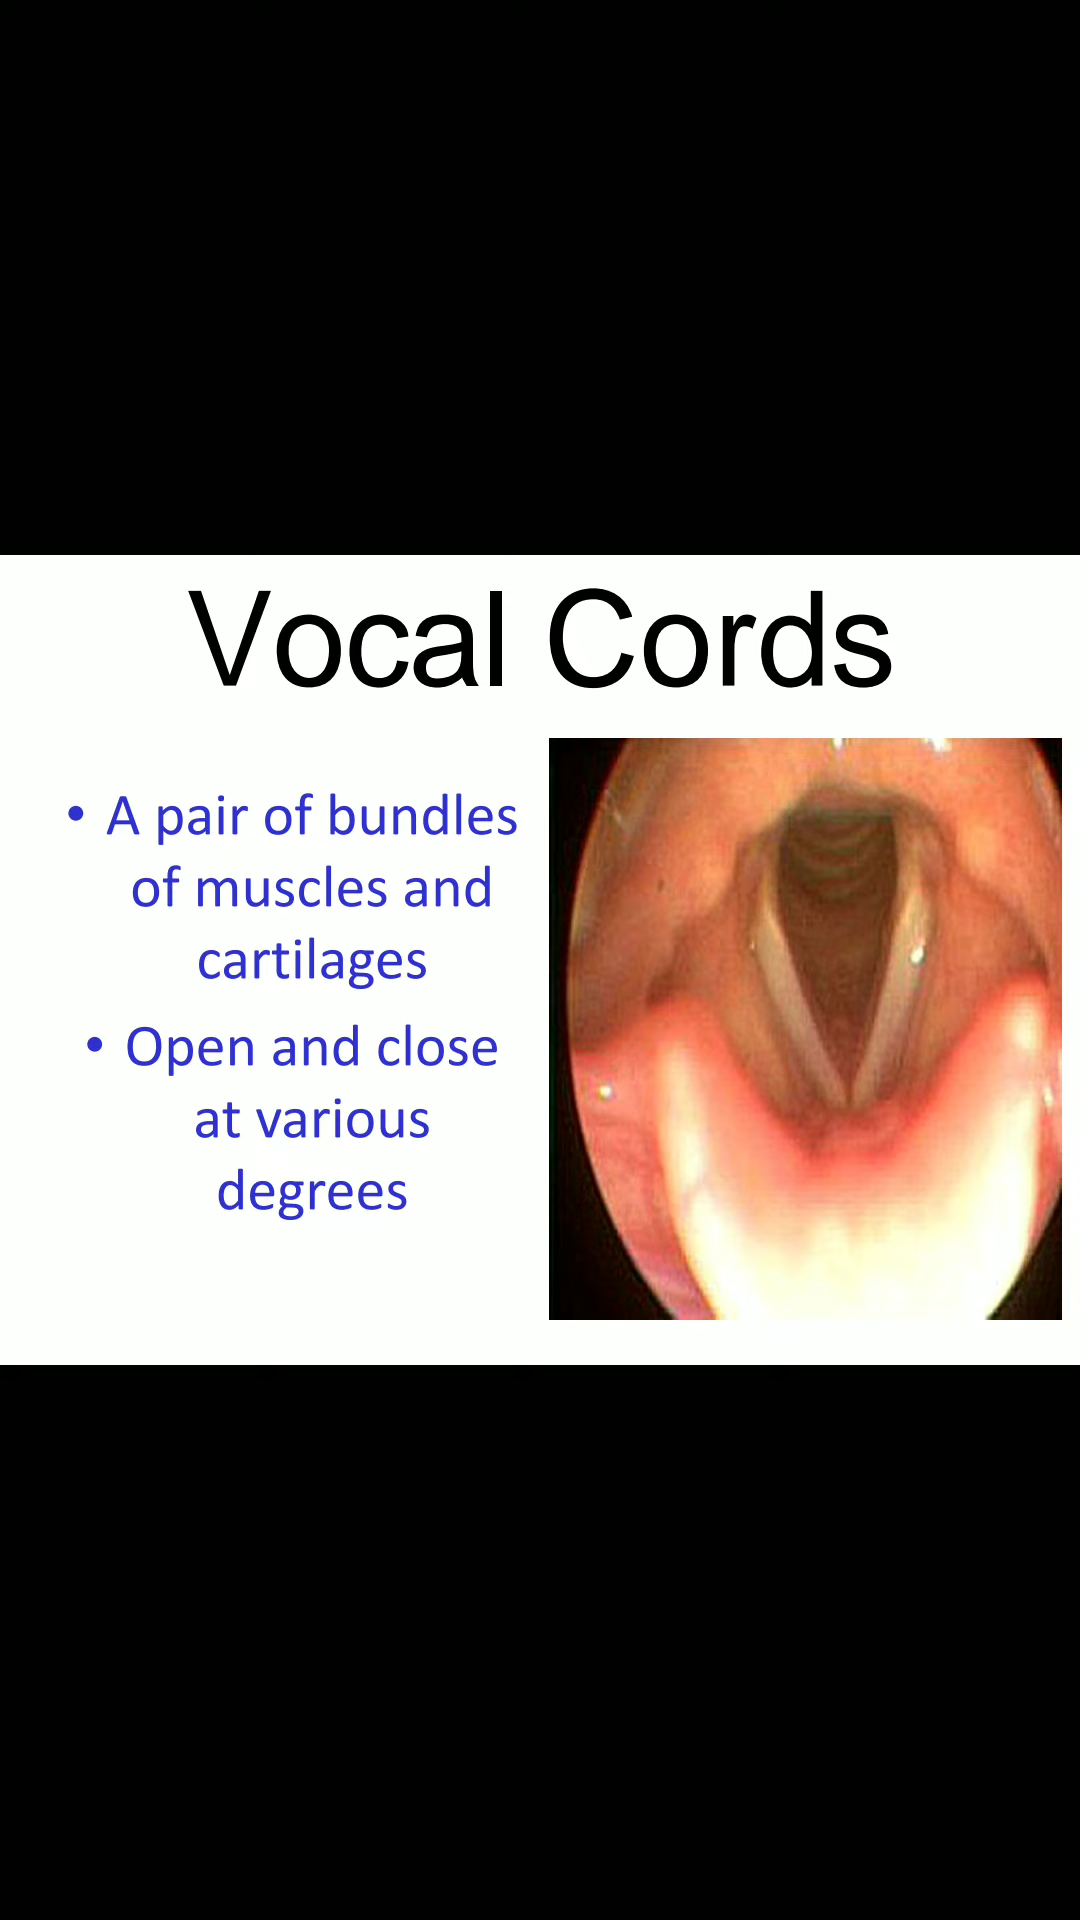 Vocal Cords
• A pair of bundles
of muscles and
cartilages
• Open and close
at various
degrees